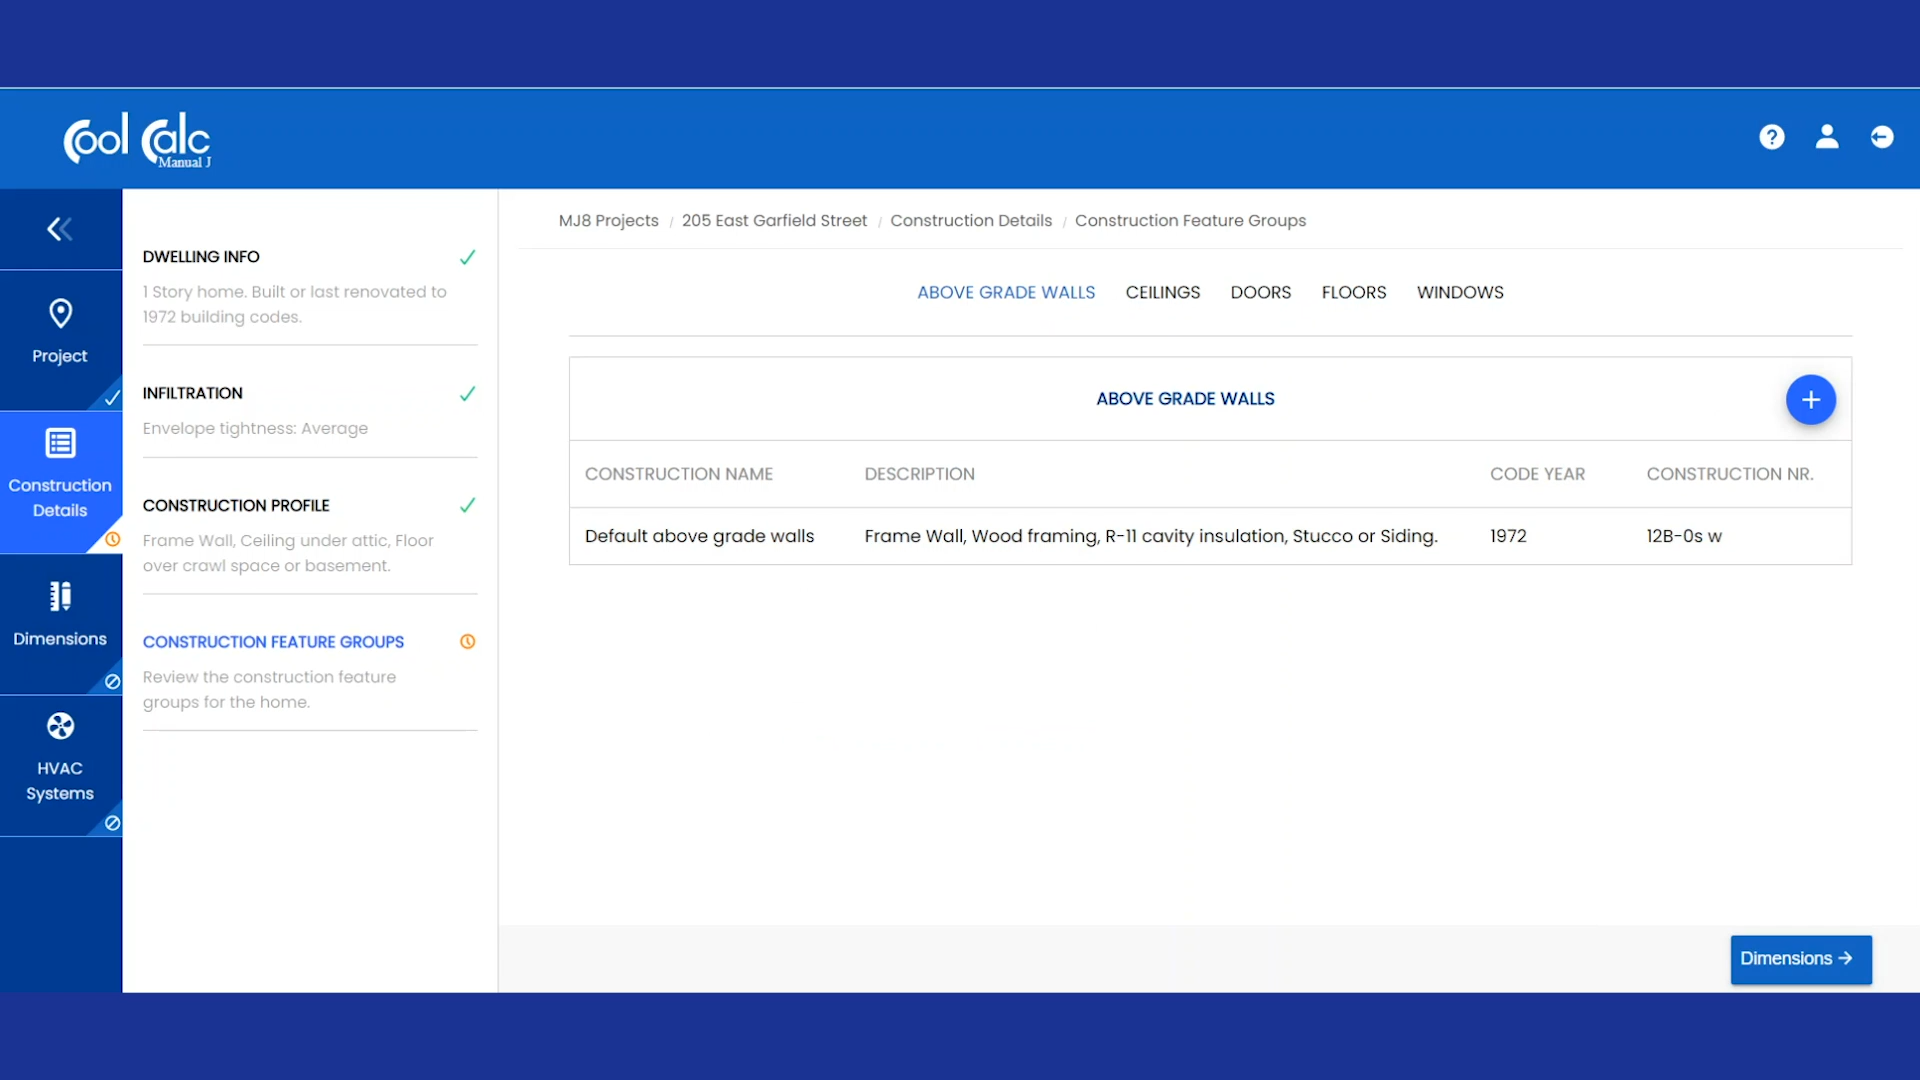 Cool Calc
Manual J
Project
Construction
Details
Dimensions
HVAC
Systems
DWELLING INFO
1 Story home. Built or last renovated to
1972 building codes.
INFILTRATION
Envelope tightness: Average
CONSTRUCTION PROFILE
Frame Wall, Ceiling under attic, Floor
over crawl space or basement.
CONSTRUCTION FEATURE GROUPS
Review the construction feature
groups for the home.
MJ8 Projects / 205 East Garfield Street / Construction Details / Construction Feature Groups
ABOVE GRADE WALLS CEILINGS DOORS FLOORS WINDOWS
ABOVE GRADE WALLS
CONSTRUCTION NAME DESCRIPTION CODE YEAR CONSTRUCTION NR.
Default above grade walls Frame Wall, Wood framing, R-11 cavity insulation, Stucco or Siding. 1972 12B-0s w
Dimensions →